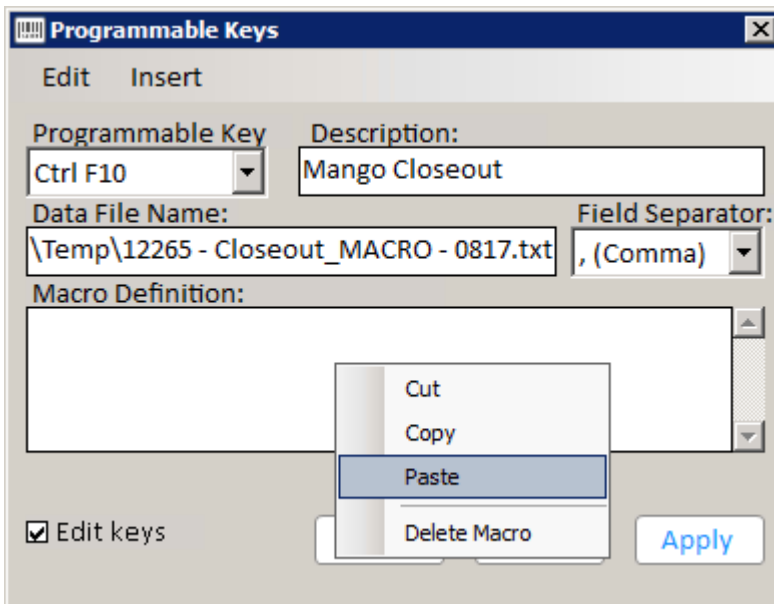 Programmable Keys
Edit Insert
Programmable Key Description:
Ctrl F10 Mango Closeout
Data File Name: Field Separator:
\Temp\12265 - Closeout_MACRO - 0817.txt , (Comma)
Macro Definition:
Cut
Copy
Paste
Delete Macro
Edit keys Apply